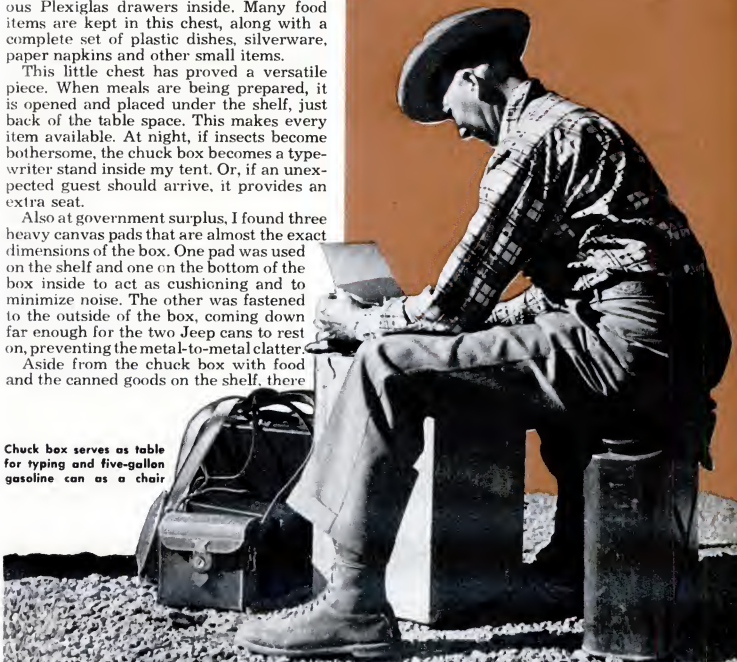 ous Plexiglas drawers inside. Many food
items are kept in this chest, along with a
complete set of plastic dishes, silverware,
paper napkins and other small items.
This little chest has proved a versatile
piece. When meals are being prepared, it
is opened and placed under the shelf, just
back of the table space. This makes every
item available. At night, if insects become
bothersome, the chuck box becomes a type-
writer stand inside my tent. Or, if an unex-
pected guest should arrive, it provides an
extra seat.
Also at government surplus, I found three
heavy canvas pads that are almost the exact
dimensions of the box. One pad was used
on the shelf and one on the bottom of the
box inside to act as cushioning and to
minimize noise. The other was fastened
to the outside of the box, coming down
far enough for the two Jeep cans to rest
on, preventing the metal-to-metal clatter.
Aside from the chuck box with food
and the canned goods on the shelf, there
Chuck box serves as table
for typing and five-gallon
gasoline can as a chair